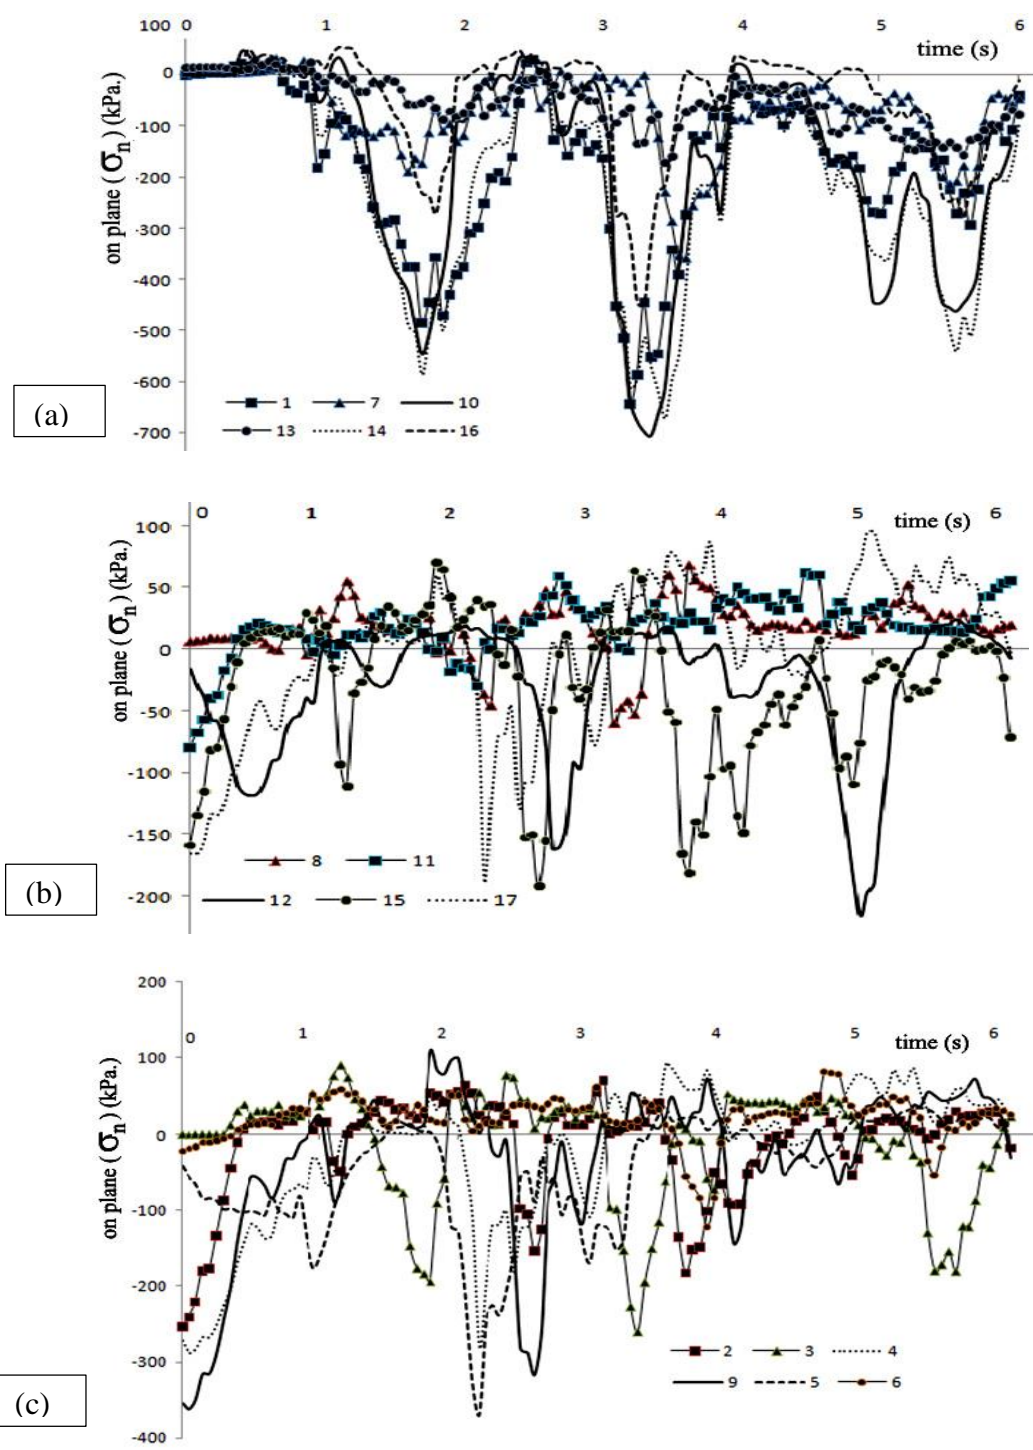 100 0 1 2 3 4 5 6
time (s)
0
-100
-200
-300
-400
-500
-600
-700
on plane (σn) (kPa.)
1 7 10
13 14 16
(a)
0 1 2 3 4 5 6
100 time (s)
50
0
-50
-100
-150
-200
on plane (σn) (kPa.)
8 11
12 15 17
(b)
200
0 1 2 3 4 5 6
time (s)
100
0
-100
-200
-300
-400
on plane (σn) (kPa.)
2 3 4
9 5 6
(c)